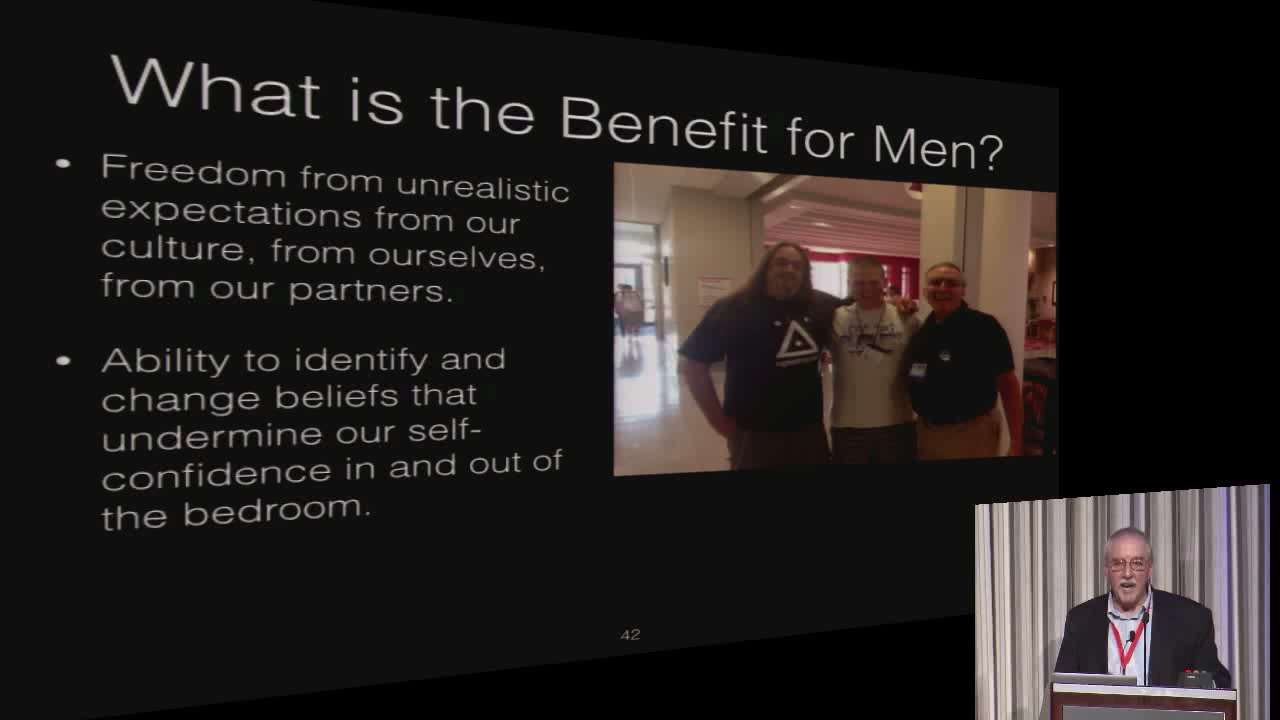 What is the Benefit for Men?
• Freedom from unrealistic
expectations from our
culture, from ourselves,
from our partners.
• Ability to identify and
change beliefs that
undermine our self-
confidence in and out of
the bedroom.
42